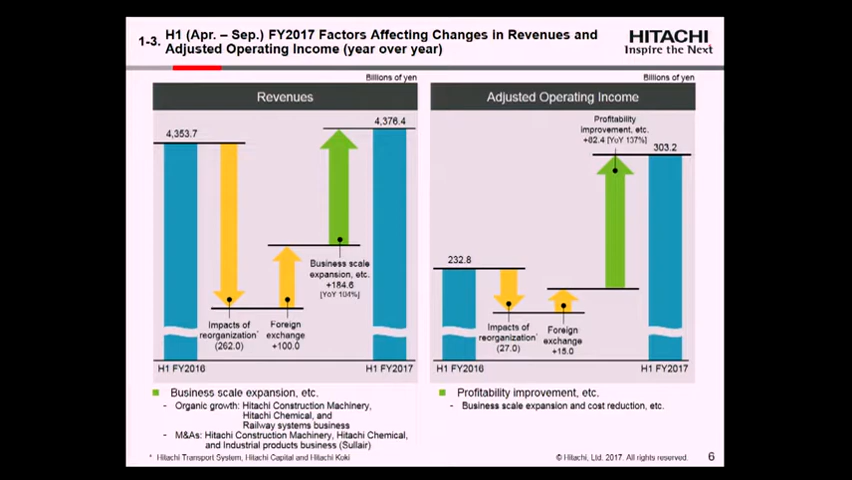 1-3. H1 (Apr. – Sep.) FY2017 Factors Affecting Changes in Revenues and
Adjusted Operating Income (year over year)
HITACHI
Inspire the Next
Billions of yen
Revenues
4,353.7
4,376.4
Business scale
expansion, etc.
+184.6
[YoY 104%]
Impacts of
reorganization*
(262.0)
Foreign
exchange
+100.0
H1 FY2016
H1 FY2017
Billions of yen
Adjusted Operating Income
Profitability
improvement, etc.
+82.4 [YoY 137%]
303.2
232.8
Impacts of
reorganization*
(27.0)
Foreign
exchange
+15.0
H1 FY2016
H1 FY2017
Business scale expansion, etc.
- Organic growth: Hitachi Construction Machinery,
Hitachi Chemical, and
Railway systems business
- M&As: Hitachi Construction Machinery, Hitachi Chemical,
and Industrial products business (Sullair)
Profitability improvement, etc.
- Business scale expansion and cost reduction, etc.
* Hitachi Transport System, Hitachi Capital and Hitachi Koki
© Hitachi, Ltd. 2017. All rights reserved.
6